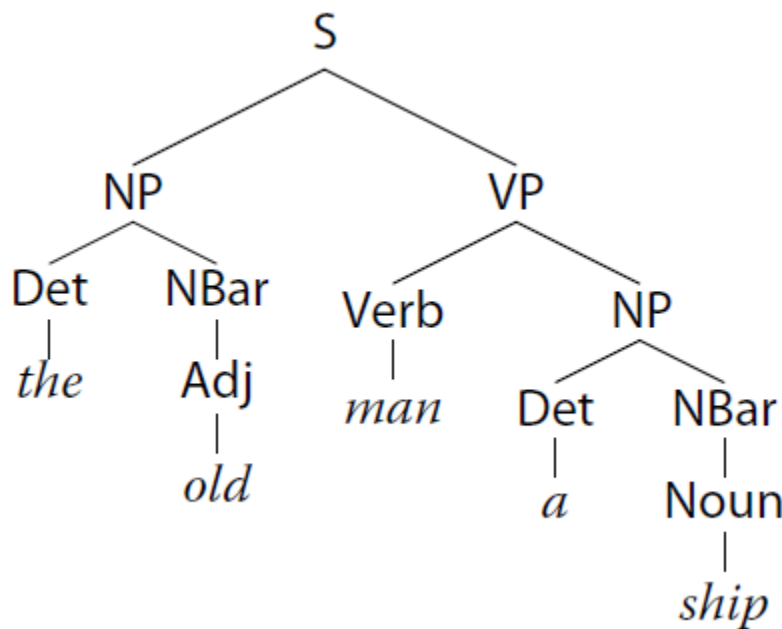 S
NP VP
Det NBar Verb NP
the Adj man Det NBar
old a Noun
ship